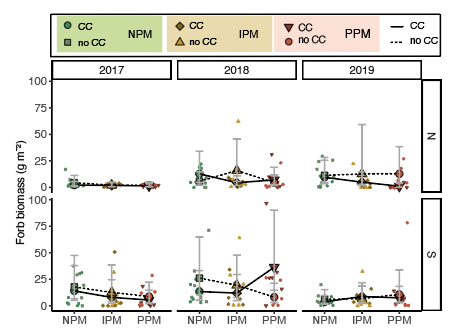 CC NPM no CC
CC IPM no CC
CC PPM no CC
CC
no CC
2017 2018 2019
Forb biomass (g m⁻²)
100
75
50
25
0
N
100
75
50
25
0
S
NPM IPM PPM NPM IPM PPM NPM IPM PPM